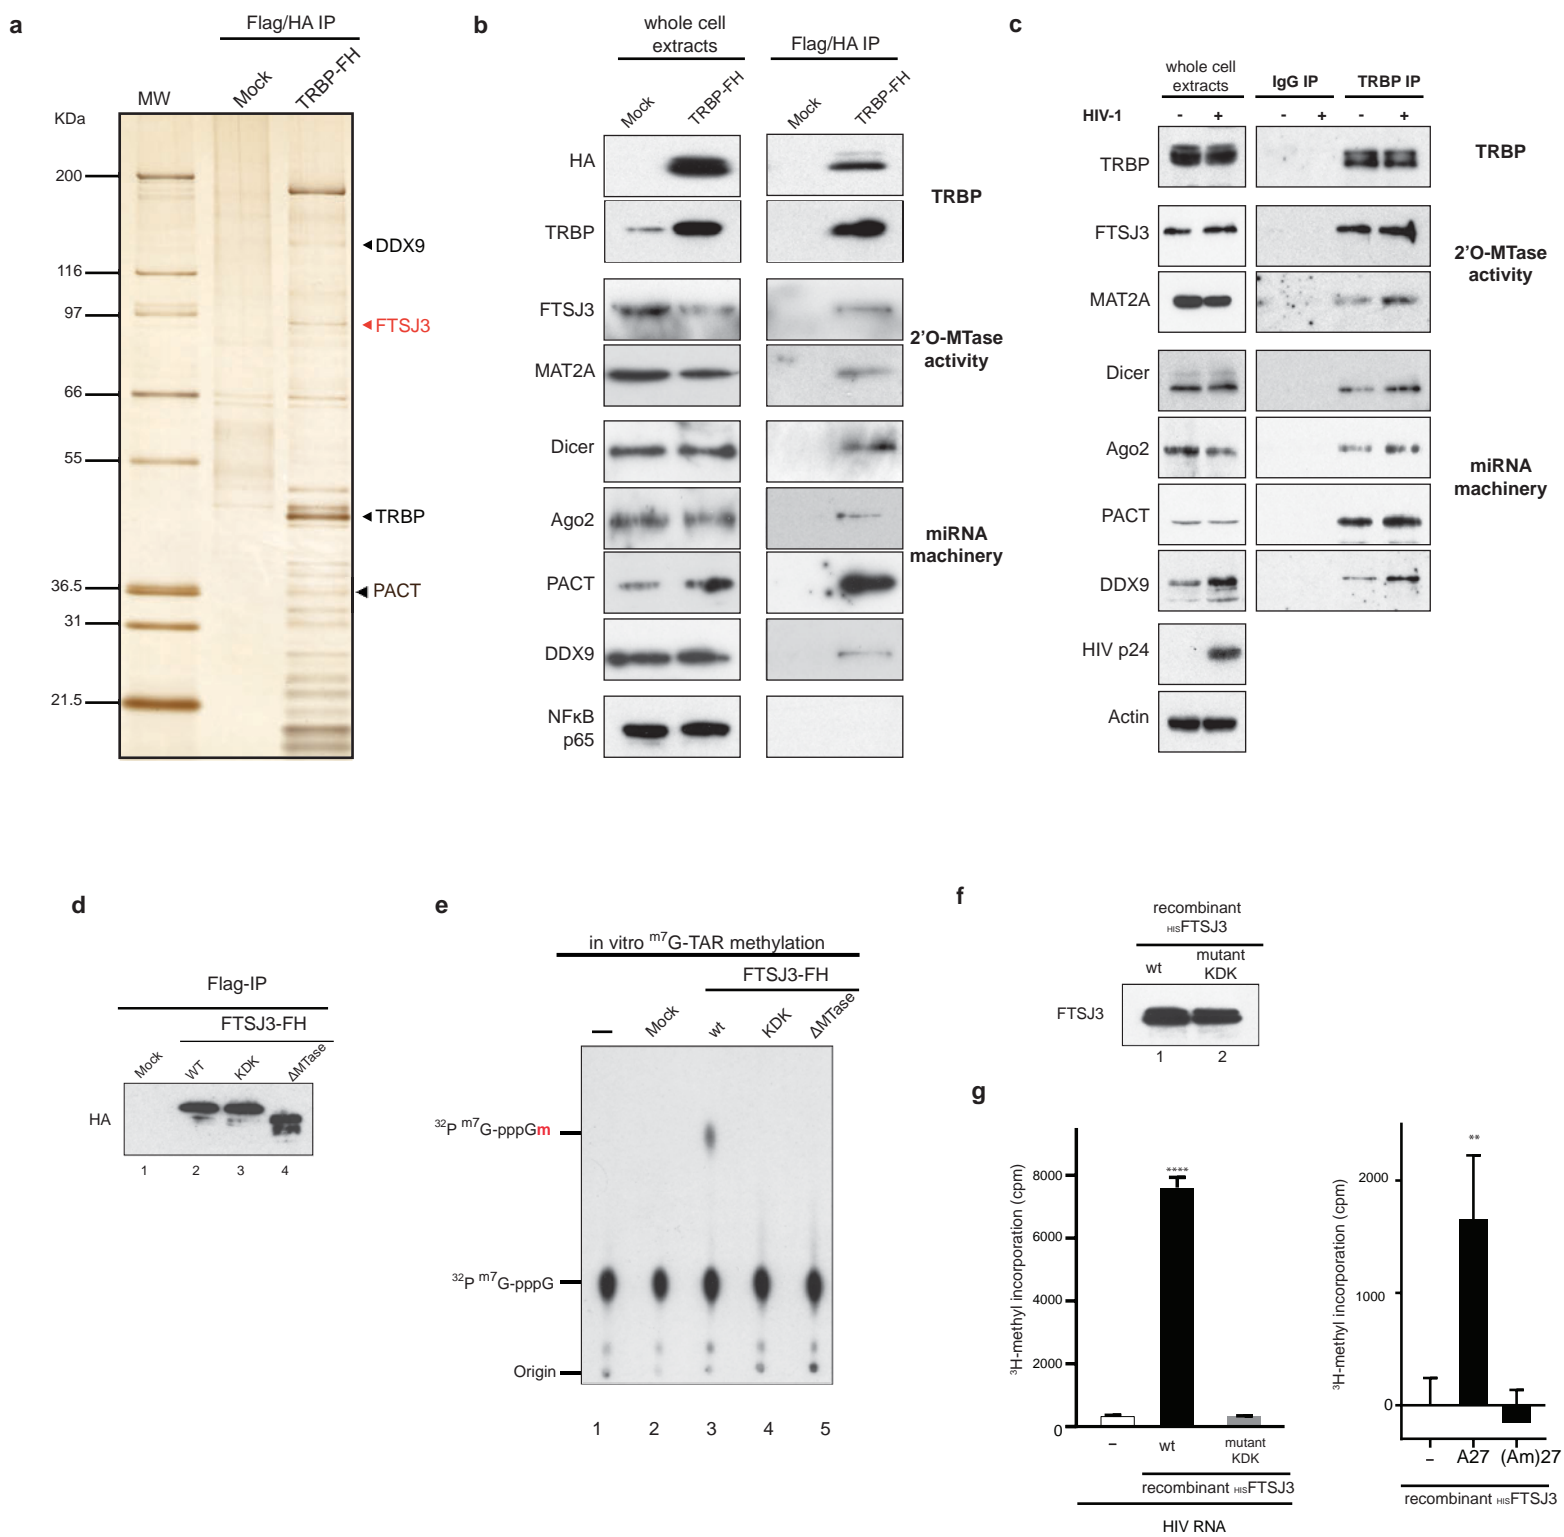 a
Flag/HA IP
MW
Mock
TRBP-FH
KDa
200
116
97
66
55
36.5
31
21.5
DDX9
FTSJ3
TRBP
PACT
b
whole cell
extracts
Flag/HA IP
Mock
TRBP-FH
Mock
TRBP-FH
HA
TRBP
TRBP
FTSJ3
MAT2A
2'O-MTase
activity
Dicer
Ago2
PACT
DDX9
miRNA
machinery
NFκB
p65
c
whole cell
extracts
IgG IP
TRBP IP
HIV-1
- + - + - +
TRBP
TRBP
FTSJ3
MAT2A
2'O-MTase
activity
Dicer
Ago2
PACT
DDX9
miRNA
machinery
HIV p24
Actin
d
Flag-IP
FTSJ3-FH
Mock
WT
KDK
ΔMTase
HA
1 2 3 4
e
in vitro m7G-TAR methylation
FTSJ3-FH
—
Mock
wt
KDK
ΔMTase
32P m7G-pppGm
32P m7G-pppG
Origin
1 2 3 4 5
f
recombinant
HISFTSJ3
wt
mutant
KDK
FTSJ3
1 2
g
3H-methyl incorporation (cpm)
8000
6000
4000
2000
0
****
–
wt
mutant
KDK
recombinant HISFTSJ3
HIV RNA
3H-methyl incorporation (cpm)
2000
1000
0
**
– A27 (Am)27
recombinant HISFTSJ3